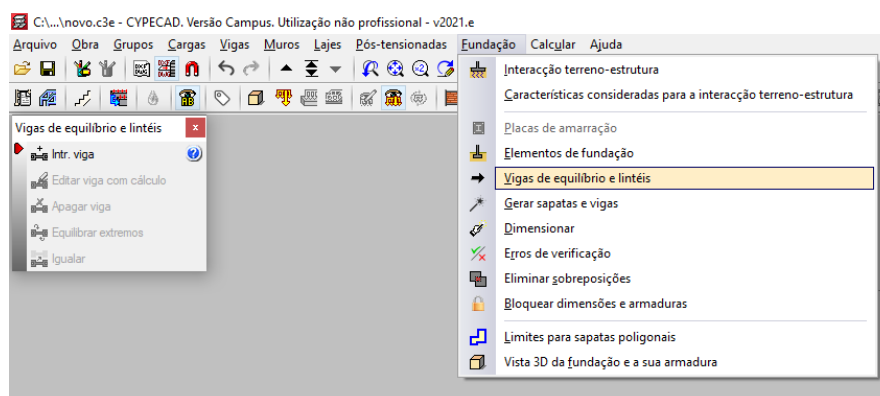 C:\...\novo.c3e - CYPECAD. Versão Campus. Utilização não profissional - v2021.e
Arquivo Obra Grupos Cargas Vigas Muros Lajes Pós-tensionadas Fundação Calcular Ajuda
Interacção terreno-estrutura
Características consideradas para a interacção terreno-estrutura
Placas de amarração
Elementos de fundação
Vigas de equilíbrio e lintéis
Gerar sapatas e vigas
Dimensionar
Erros de verificação
Eliminar sobreposições
Bloquear dimensões e armaduras
Limites para sapatas poligonais
Vista 3D da fundação e a sua armadura
Vigas de equilíbrio e lintéis
Intr. viga
Editar viga com cálculo
Apagar viga
Equilibrar extremos
Igualar